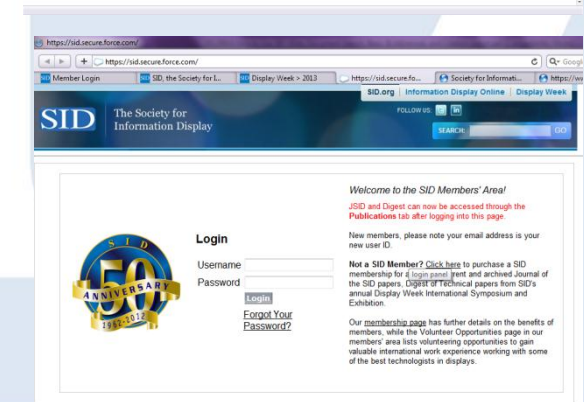 https://sid.secure.force.com/
https://sid.secure.force.com/
Member Login
SID, the Society for I...
Display Week > 2013
https://sid.secure.fo...
Society for Informati...
SID.org | Information Display Online | Display Week
SID
The Society for
Information Display
FOLLOW US:
in
SEARCH:
GO
SID
50
ANNIVERSARY
1962-2012
Login
Username
Password
Login
Forgot Your
Password?
Welcome to the SID Members' Area!
JSID and Digest can now be accessed through the
Publications tab after logging into this page.
New members, please note your email address is your
new user ID.
Not a SID Member? Click here to purchase a SID
membership for login panel rent and archived Journal of
the SID papers, Digest of Technical papers from SID's
annual Display Week International Symposium and
Exhibition.
Our membership page has further details on the benefits of
members, while the Volunteer Opportunities page in our
members' area lists volunteering opportunities to gain
valuable international work experience working with some
of the best technologists in displays.